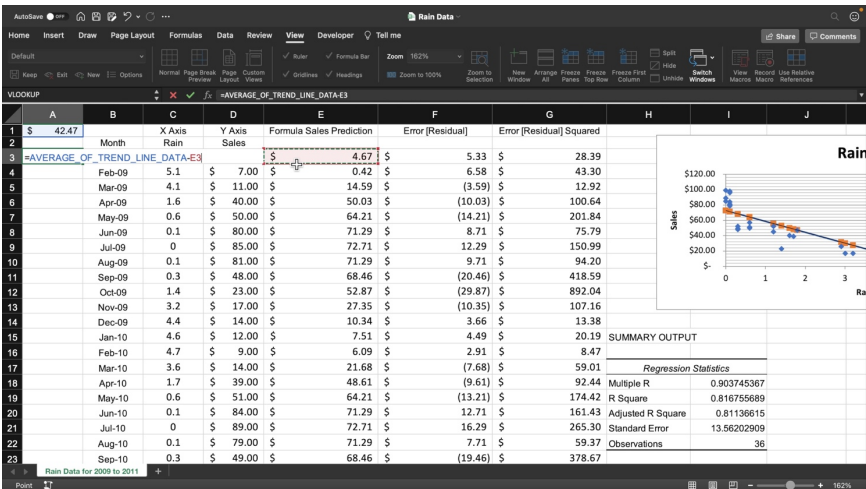 AutoSave OFF Rain Data
Home Insert Draw Page Layout Formulas Data Review View Developer Tell me Share Comments
Default Ruler Formula Bar Zoom 162% Split
Keep Exit New Options Normal Page Break Preview Page Layout Custom Views Gridlines Headings Zoom to 100% Zoom to Selection New Window Arrange All Freeze Panes Freeze Top Row Freeze First Column Hide Unhide Switch Windows View Macros Record Macro Use Relative References
VLOOKUP fx =AVERAGE_OF_TREND_LINE_DATA-E3
A B C D E F G H I J
1 $ 42.47 X Axis Y Axis Formula Sales Prediction Error [Residual] Error [Residual] Squared
2 Month Rain Sales
3 =AVERAGE_OF_TREND_LINE_DATA-E3 $ 4.67 $ 5.33 $ 28.39
4 Feb-09 5.1 $ 7.00 $ 0.42 $ 6.58 $ 43.30
5 Mar-09 4.1 $ 11.00 $ 14.59 $ (3.59) $ 12.92
6 Apr-09 1.6 $ 40.00 $ 50.03 $ (10.03) $ 100.64
7 May-09 0.6 $ 50.00 $ 64.21 $ (14.21) $ 201.84
8 Jun-09 0.1 $ 80.00 $ 71.29 $ 8.71 $ 75.79
9 Jul-09 0 $ 85.00 $ 72.71 $ 12.29 $ 150.99
10 Aug-09 0.1 $ 81.00 $ 71.29 $ 9.71 $ 94.20
11 Sep-09 0.3 $ 48.00 $ 68.46 $ (20.46) $ 418.59
12 Oct-09 1.4 $ 23.00 $ 52.87 $ (29.87) $ 892.04
13 Nov-09 3.2 $ 17.00 $ 27.35 $ (10.35) $ 107.16
14 Dec-09 4.4 $ 14.00 $ 10.34 $ 3.66 $ 13.38
15 Jan-10 4.6 $ 12.00 $ 7.51 $ 4.49 $ 20.19 SUMMARY OUTPUT
16 Feb-10 4.7 $ 9.00 $ 6.09 $ 2.91 $ 8.47
17 Mar-10 3.6 $ 14.00 $ 21.68 $ (7.68) $ 59.01 Regression Statistics
18 Apr-10 1.7 $ 39.00 $ 48.61 $ (9.61) $ 92.44 Multiple R 0.903745367
19 May-10 0.6 $ 51.00 $ 64.21 $ (13.21) $ 174.42 R Square 0.816755689
20 Jun-10 0.1 $ 84.00 $ 71.29 $ 12.71 $ 161.43 Adjusted R Square 0.81136615
21 Jul-10 0 $ 89.00 $ 72.71 $ 16.29 $ 265.30 Standard Error 13.56202909
22 Aug-10 0.1 $ 79.00 $ 71.29 $ 7.71 $ 59.37 Observations 36
23 Sep-10 0.3 $ 49.00 $ 68.46 $ (19.46) $ 378.67
Rain
Sales
$120.00
$100.00
$80.00
$60.00
$40.00
$20.00
$-
0 1 2 3
Ra
Rain Data for 2009 to 2011 +
Point 162%